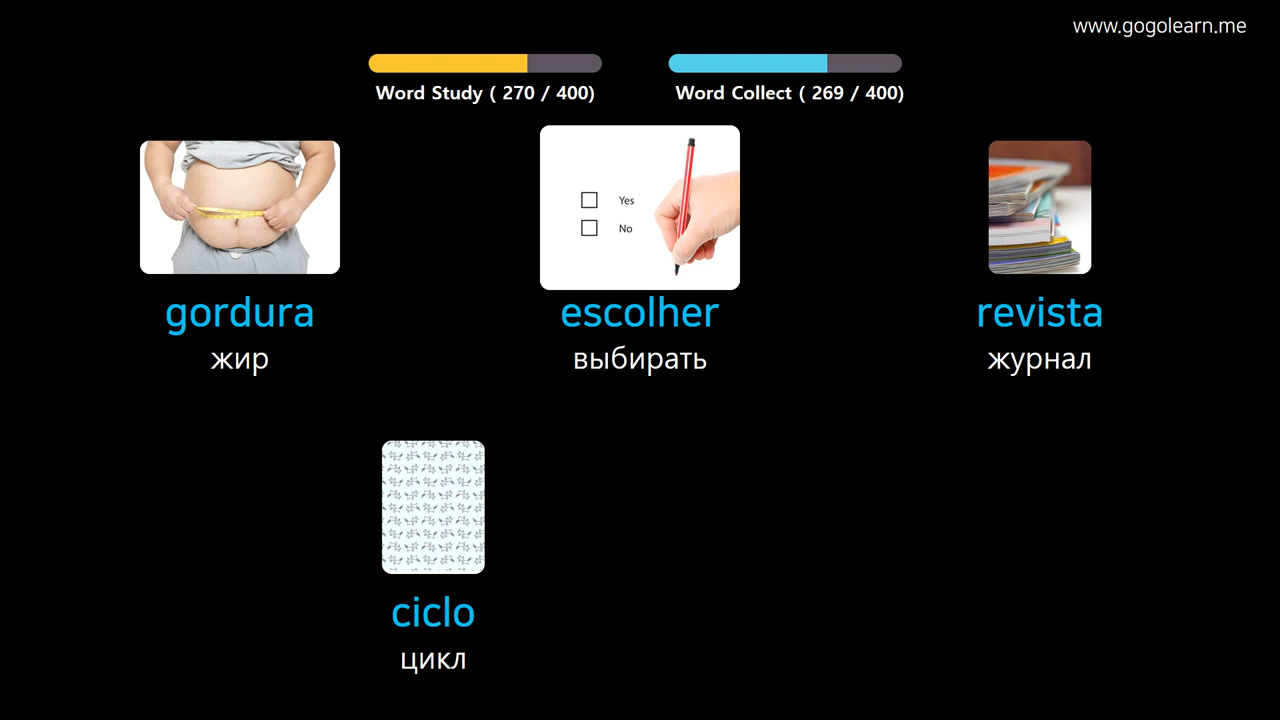 www.gogolearn.me
Word Study ( 270 / 400)
Word Collect ( 269 / 400)
Yes
No
gordura
escolher
revista
жир
выбирать
журнал
ciclo
цикл